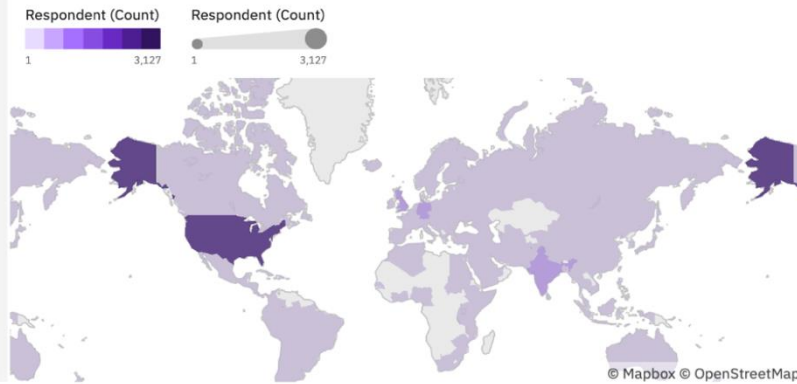 Respondent (Count) Respondent (Count)
1 3,127 1 3,127
© Mapbox © OpenStreetMap